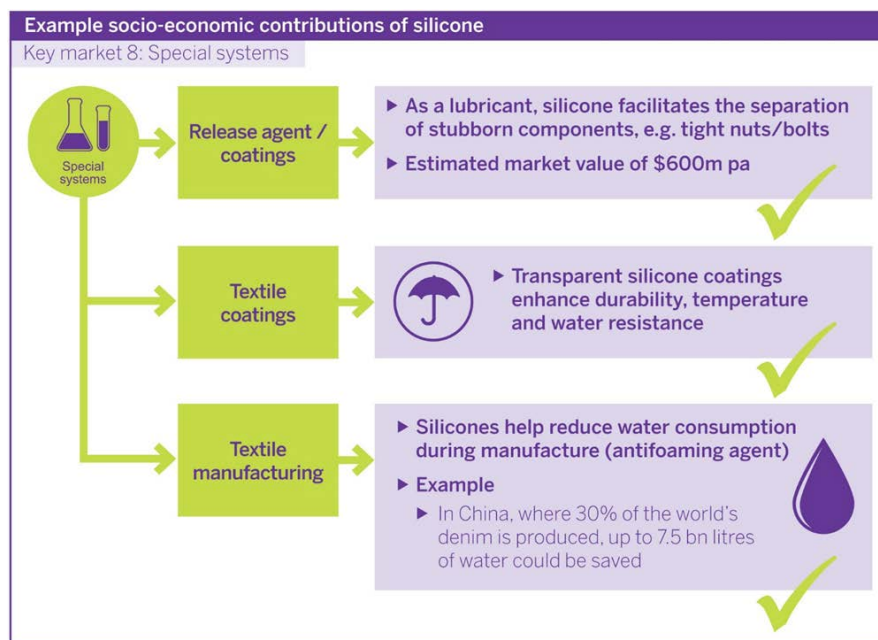 Example socio-economic contributions of silicone
Key market 8: Special systems
Special
systems
Release agent /
coatings
▶ As a lubricant, silicone facilitates the separation
of stubborn components, e.g. tight nuts/bolts
▶ Estimated market value of $600m pa
Textile
coatings
▶ Transparent silicone coatings
enhance durability, temperature
and water resistance
Textile
manufacturing
▶ Silicones help reduce water consumption
during manufacture (antifoaming agent)
▶ Example
▶ In China, where 30% of the world's
denim is produced, up to 7.5 bn litres
of water could be saved